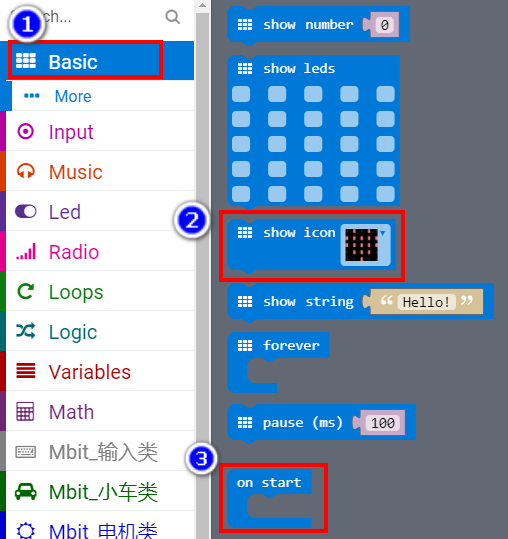 1
Search...
Basic
More
Input
Music
Led
Radio
Loops
Logic
Variables
Math
Mbit_输入类
Mbit_小车类
Mbit_电机类
show number 0
show leds
2
show icon
show string “ Hello! ”
forever
pause (ms) 100
3
on start